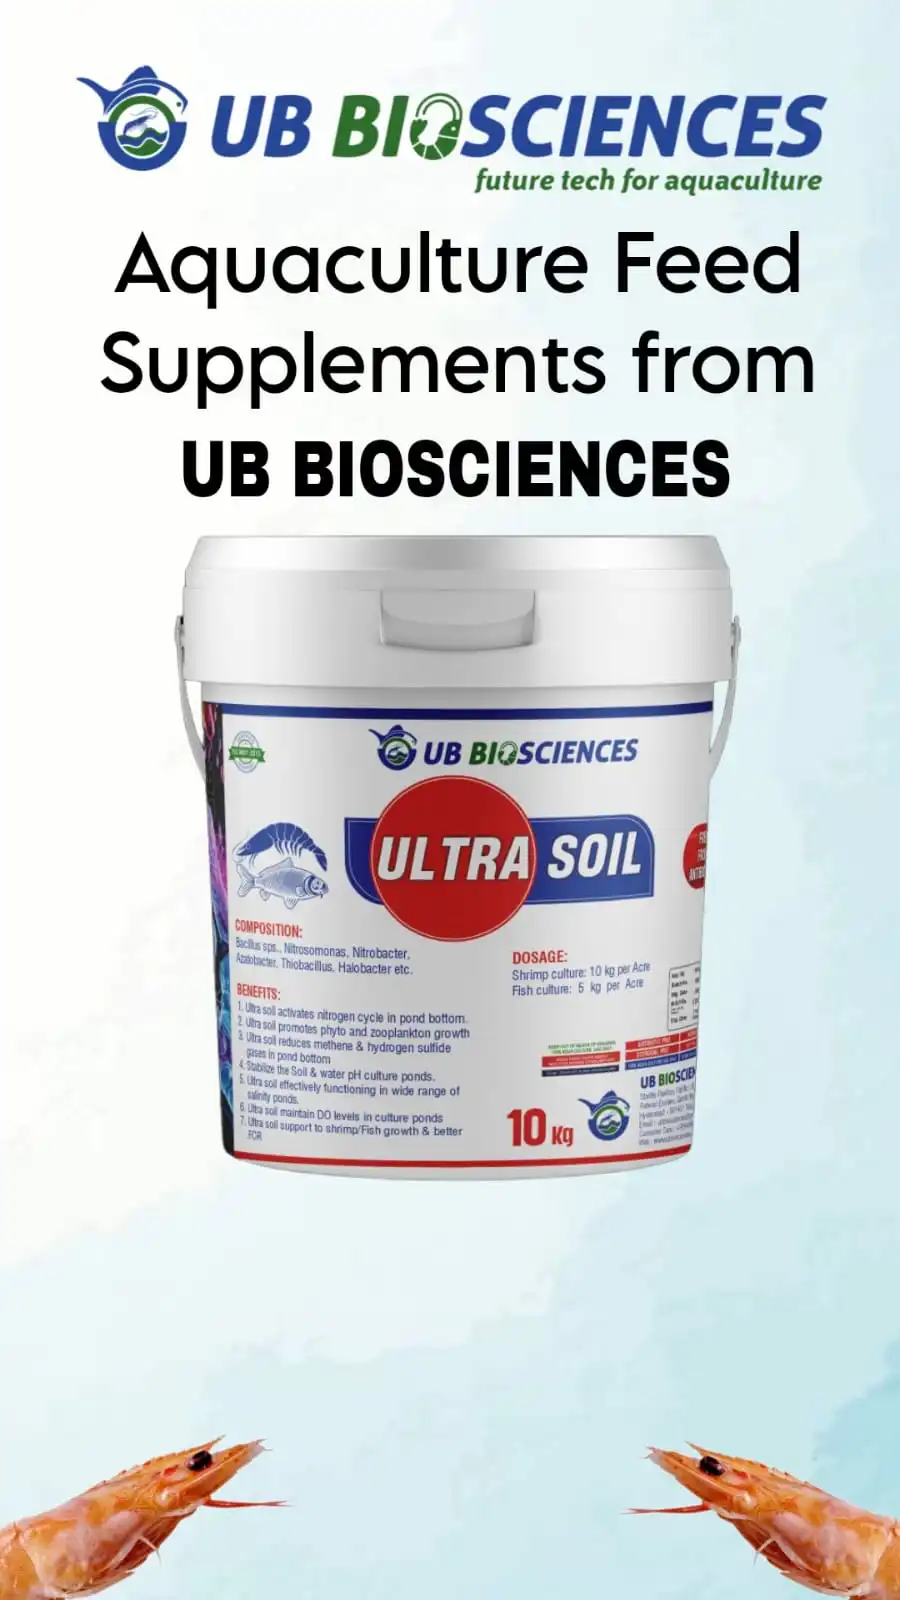 UB BIOSCIENCES
future tech for aquaculture
Aquaculture Feed
Supplements from
UB BIOSCIENCES
UB BIOSCIENCES
ULTRA SOIL
COMPOSITION:
Bacillus sps., Nitrosomonas, Nitrobacter,
Azatobacter, Thiobacillus, Halobacter etc.
BENEFITS:
1. Ultra soil activates nitrogen cycle in pond bottom.
2. Ultra soil promotes phyto and zooplankton growth
3. Ultra soil reduces methene & hydrogen sulfide
gases in pond bottom
4. Stabilize the Soil & water pH culture ponds.
5. Ultra soil effectively functioning in wide range of
salinity ponds.
6. Ultra soil maintain DO levels in culture ponds
7. Ultra soil support to shrimp/Fish growth & better
FCR
DOSAGE:
Shrimp culture: 10 kg per Acre
Fish culture: 5 kg per Acre
10 Kg
UB BIOSCIEN